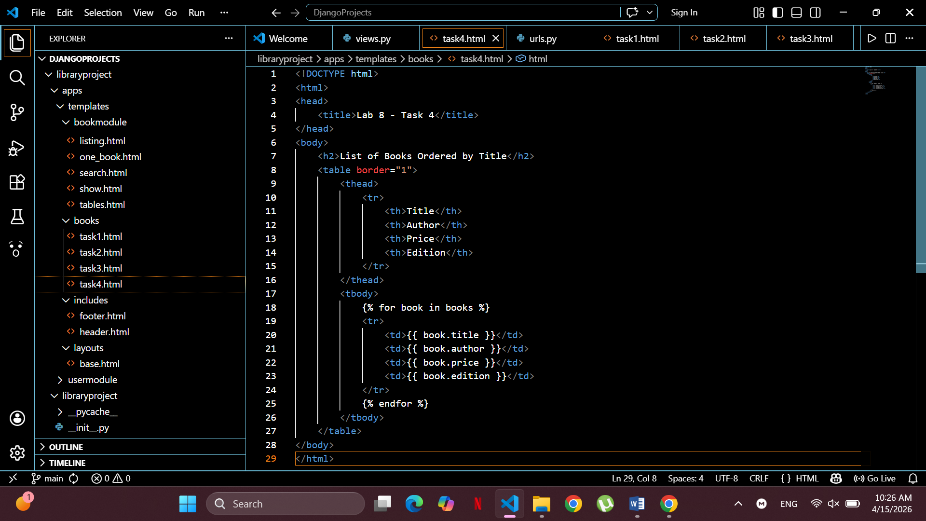 File Edit Selection View Go Run ··· DjangoProjects Sign In
EXPLORER ···
Welcome views.py task4.html urls.py task1.html task2.html task3.html ···
DJANGOPROJECTS
libraryproject
apps
templates
bookmodule
listing.html
one_book.html
search.html
show.html
tables.html
books
task1.html
task2.html
task3.html
task4.html
includes
footer.html
header.html
layouts
base.html
usermodule
libraryproject
__pycache__
__init__.py
OUTLINE
TIMELINE
libraryproject > apps > templates > books > task4.html > html
1 <!DOCTYPE html>
2 <html>
3 <head>
4 <title>Lab 8 - Task 4</title>
5 </head>
6 <body>
7 <h2>List of Books Ordered by Title</h2>
8 <table border="1">
9 <thead>
10 <tr>
11 <th>Title</th>
12 <th>Author</th>
13 <th>Price</th>
14 <th>Edition</th>
15 </tr>
16 </thead>
17 <tbody>
18 {% for book in books %}
19 <tr>
20 <td>{{ book.title }}</td>
21 <td>{{ book.author }}</td>
22 <td>{{ book.price }}</td>
23 <td>{{ book.edition }}</td>
24 </tr>
25 {% endfor %}
26 </tbody>
27 </table>
28 </body>
29 </html>
main 0 0 Ln 29, Col 8 Spaces: 4 UTF-8 CRLF { } HTML Go Live
1 Search ENG 10:26 AM
4/15/2026